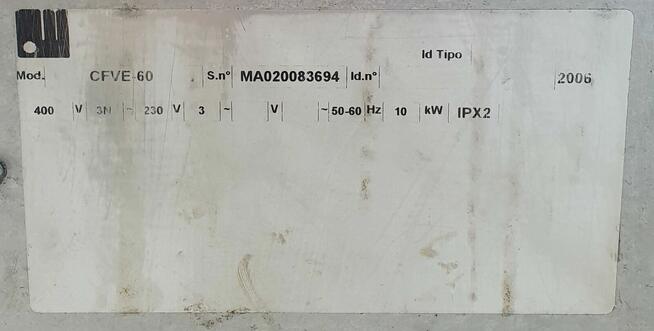 Id Tipo
Mod. CFVE-60 S.n° MA020083694 Id.n° 2006
400 V 3N ~ 230 V 3 ~ V ~ 50-60 Hz 10 kW IPX2